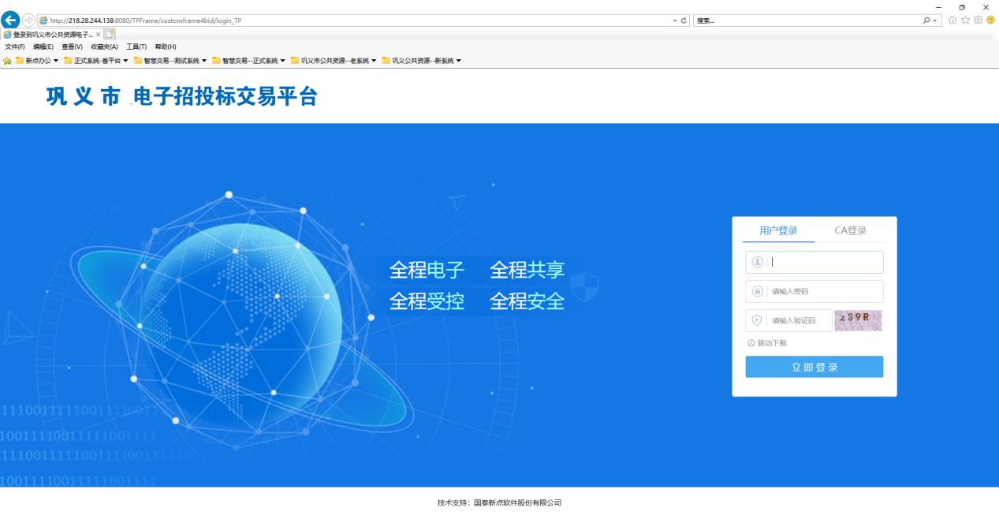 http://218.28.244.138:8080/TPFrame/customframe4bid/login_TP
搜索...
登录到巩义市公共资源电子...
文件(F) 编辑(E) 查看(V) 收藏夹(A) 工具(T) 帮助(H)
新点办公 正式系统-省平台 智慧交易--测试系统 智慧交易--正式系统 巩义市公共资源--老系统 巩义公共资源--新系统
巩义市 电子招投标交易平台
用户登录 CA登录
全程电子 全程共享
全程受控 全程安全
请输入密码
请输入验证码 zS9R
驱动下载
立即登录
技术支持：国泰新点软件股份有限公司